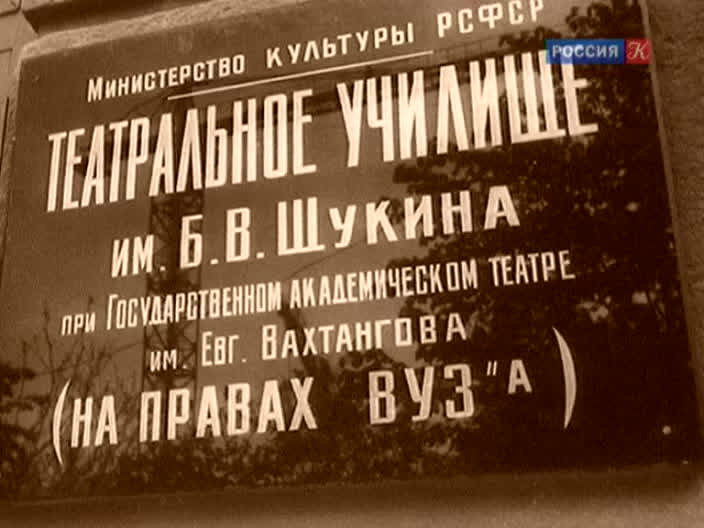 Министерство культуры РСФСР
РОССИЯ К
ТЕАТРАЛЬНОЕ УЧИЛИЩЕ
им. Б.В. Щукина
при Государственном академическом театре
им. Евг. Вахтангова
(НА ПРАВАХ ВУЗ"А)